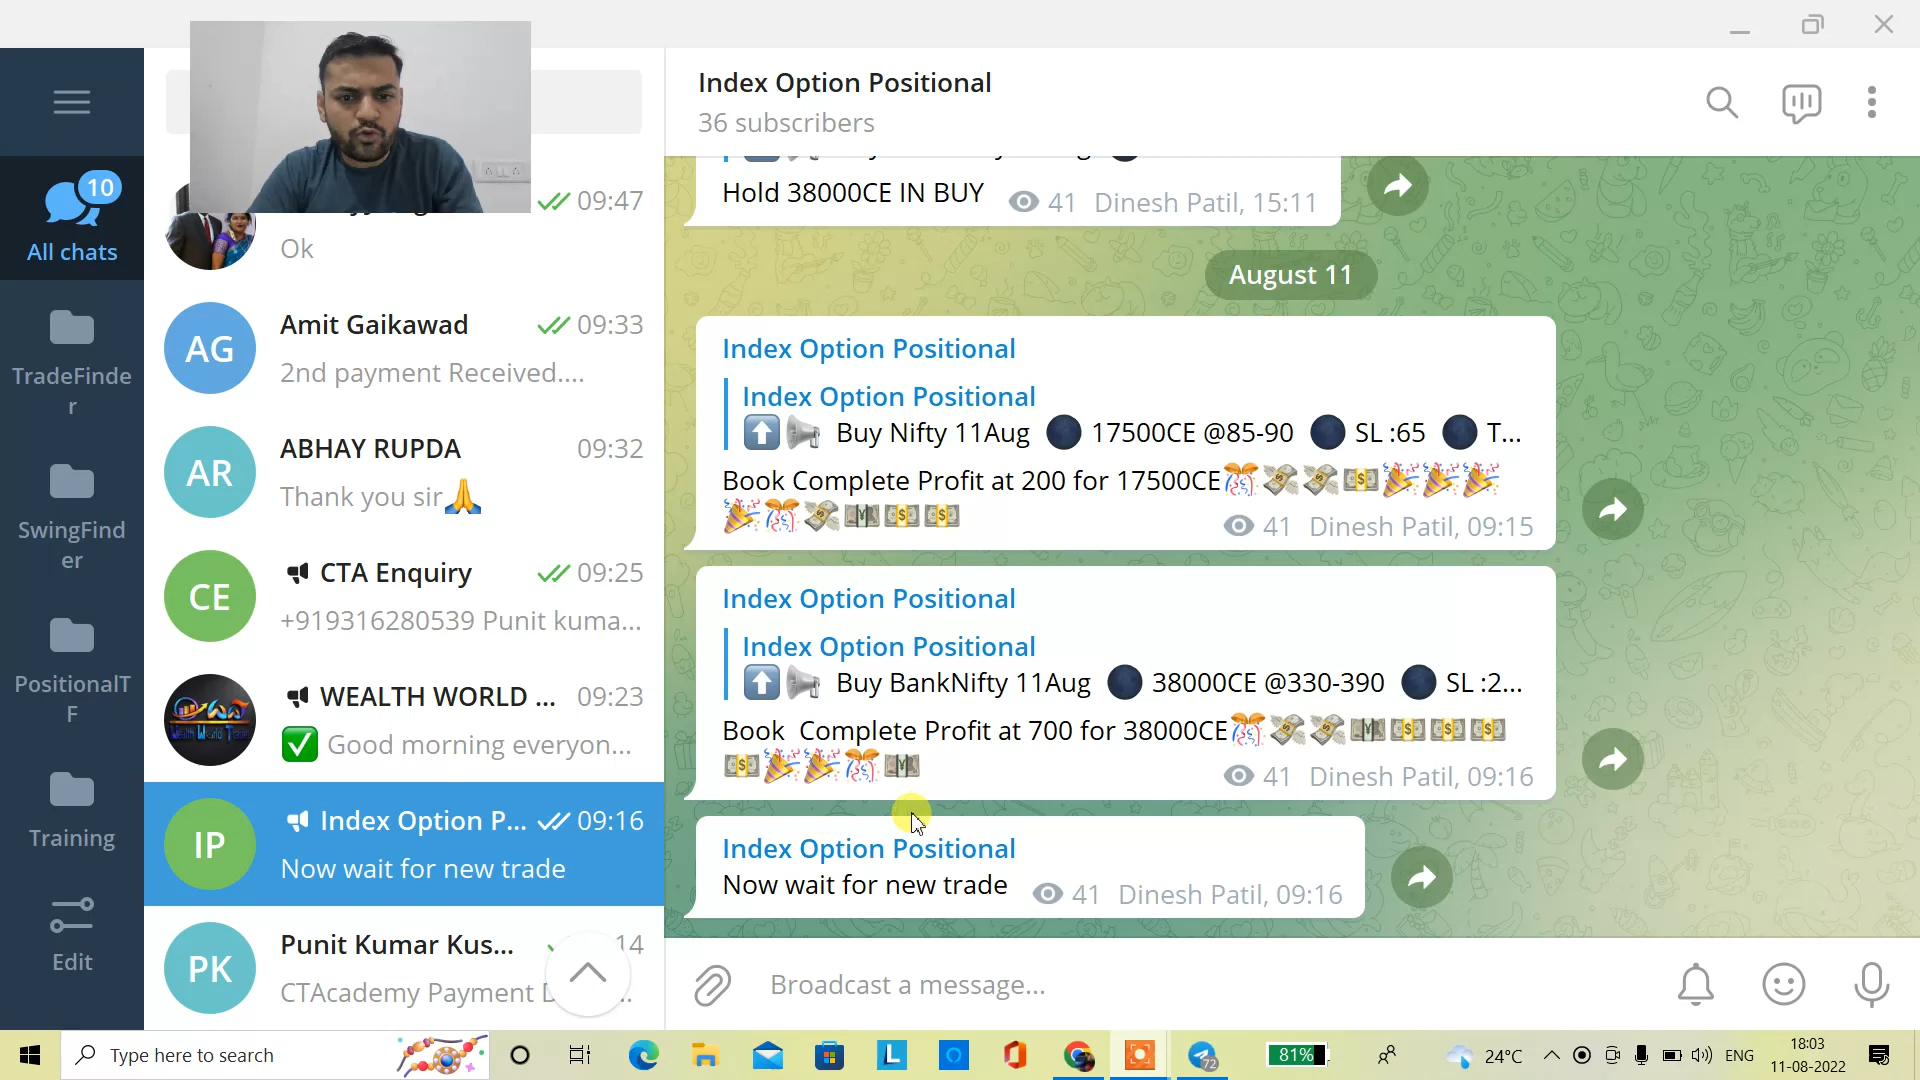 Index Option Positional
36 subscribers
10
All chats
TradeFinde
r
SwingFind
er
PositionalT
F
Training
Edit
09:47
Ok
AG
Amit Gaikawad
09:33
2nd payment Received....
AR
ABHAY RUPDA
09:32
Thank you sir🙏
CE
CTA Enquiry
09:25
+919316280539 Punit kuma...
WEALTH WORLD ...
09:23
✅ Good morning everyon...
IP
Index Option P...
09:16
Now wait for new trade
PK
Punit Kumar Kus...
14
CTAcademy Payment
Hold 38000CE IN BUY
41 Dinesh Patil, 15:11
August 11
Index Option Positional
Index Option Positional
⬆️📢 Buy Nifty 11Aug 🌑 17500CE @85-90 🌑 SL :65 🌑 T...
Book Complete Profit at 200 for 17500CE🎊💸💸💵🎉🎉🎉
🎉🎊💸💴💵💵
41 Dinesh Patil, 09:15
Index Option Positional
Index Option Positional
⬆️📢 Buy BankNifty 11Aug 🌑 38000CE @330-390 🌑 SL :2...
Book Complete Profit at 700 for 38000CE🎊💸💸💴💵💵💵
💵🎉🎉🎊💴
41 Dinesh Patil, 09:16
Index Option Positional
Now wait for new trade
41 Dinesh Patil, 09:16
Broadcast a message...
Type here to search
L
72
81%
24°C
ENG
18:03
11-08-2022